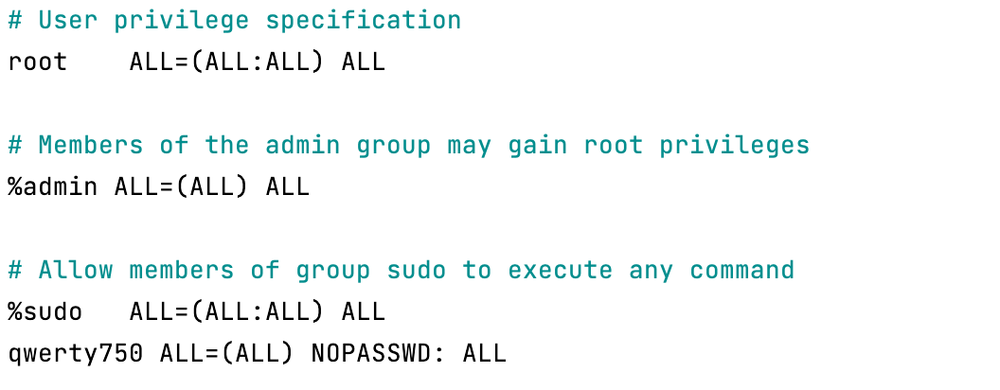 # User privilege specification
root    ALL=(ALL:ALL) ALL
# Members of the admin group may gain root privileges
%admin ALL=(ALL) ALL
# Allow members of group sudo to execute any command
%sudo   ALL=(ALL:ALL) ALL
qwerty750 ALL=(ALL) NOPASSWD: ALL